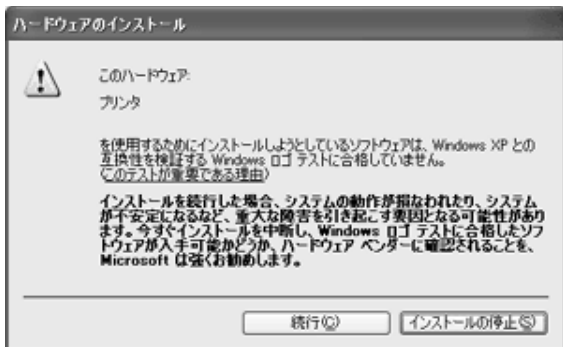 ハードウェアのインストール
このハードウェア:
プリンタ
を使用するためにインストールしようとしているソフトウェアは、Windows XP との
互換性を検証する Windows ロゴ テストに合格していません。
(このテストが重要である理由)
インストールを続行した場合、システムの動作が損なわれたり、システム
が不安定になるなど、重大な障害を引き起こす要因となる可能性があり
ます。今すぐインストールを中断し、Windows ロゴ テストに合格したソフ
トウェアが入手可能かどうか、ハードウェア ベンダーに確認されることを、
Microsoft は強くお勧めします。
続行(C)
インストールの停止(S)